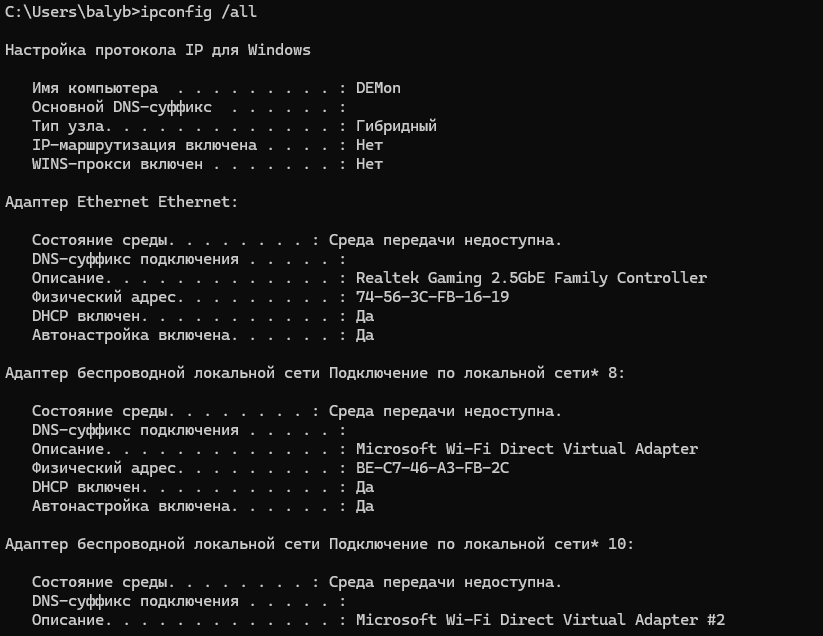 C:\Users\balyb>ipconfig /all
Настройка протокола IP для Windows
Имя компьютера  . . . . . . . . . : DEMon
Основной DNS-суффикс  . . . . . . :
Тип узла. . . . . . . . . . . . . : Гибридный
IP-маршрутизация включена . . . . : Нет
WINS-прокси включен . . . . . . . : Нет
Адаптер Ethernet Ethernet:
Состояние среды. . . . . . . . : Среда передачи недоступна.
DNS-суффикс подключения . . . . . :
Описание. . . . . . . . . . . . . : Realtek Gaming 2.5GbE Family Controller
Физический адрес. . . . . . . . . : 74-56-3C-FB-16-19
DHCP включен. . . . . . . . . . . : Да
Автонастройка включена. . . . . . : Да
Адаптер беспроводной локальной сети Подключение по локальной сети* 8:
Состояние среды. . . . . . . . : Среда передачи недоступна.
DNS-суффикс подключения . . . . . :
Описание. . . . . . . . . . . . . : Microsoft Wi-Fi Direct Virtual Adapter
Физический адрес. . . . . . . . . : BE-C7-46-A3-FB-2C
DHCP включен. . . . . . . . . . . : Да
Автонастройка включена. . . . . . : Да
Адаптер беспроводной локальной сети Подключение по локальной сети* 10:
Состояние среды. . . . . . . . : Среда передачи недоступна.
DNS-суффикс подключения . . . . . :
Описание. . . . . . . . . . . . . : Microsoft Wi-Fi Direct Virtual Adapter #2